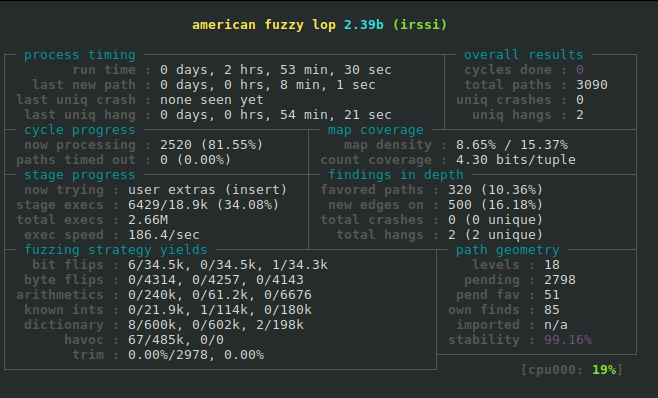 american fuzzy lop 2.39b (irssi)
process timing overall results
run time : 0 days, 2 hrs, 53 min, 30 sec cycles done : 0
last new path : 0 days, 0 hrs, 8 min, 1 sec total paths : 3090
last uniq crash : none seen yet uniq crashes : 0
last uniq hang : 0 days, 0 hrs, 54 min, 21 sec uniq hangs : 2
cycle progress map coverage
now processing : 2520 (81.55%) map density : 8.65% / 15.37%
paths timed out : 0 (0.00%) count coverage : 4.30 bits/tuple
stage progress findings in depth
now trying : user extras (insert) favored paths : 320 (10.36%)
stage execs : 6429/18.9k (34.08%) new edges on : 500 (16.18%)
total execs : 2.66M total crashes : 0 (0 unique)
exec speed : 186.4/sec total hangs : 2 (2 unique)
fuzzing strategy yields path geometry
bit flips : 6/34.5k, 0/34.5k, 1/34.3k levels : 18
byte flips : 0/4314, 0/4257, 0/4143 pending : 2798
arithmetics : 0/240k, 0/61.2k, 0/6676 pend fav : 51
known ints : 0/21.9k, 1/114k, 0/180k own finds : 85
dictionary : 8/600k, 0/602k, 2/198k imported : n/a
havoc : 67/485k, 0/0 stability : 99.16%
trim : 0.00%/2978, 0.00%
[cpu000: 19%]